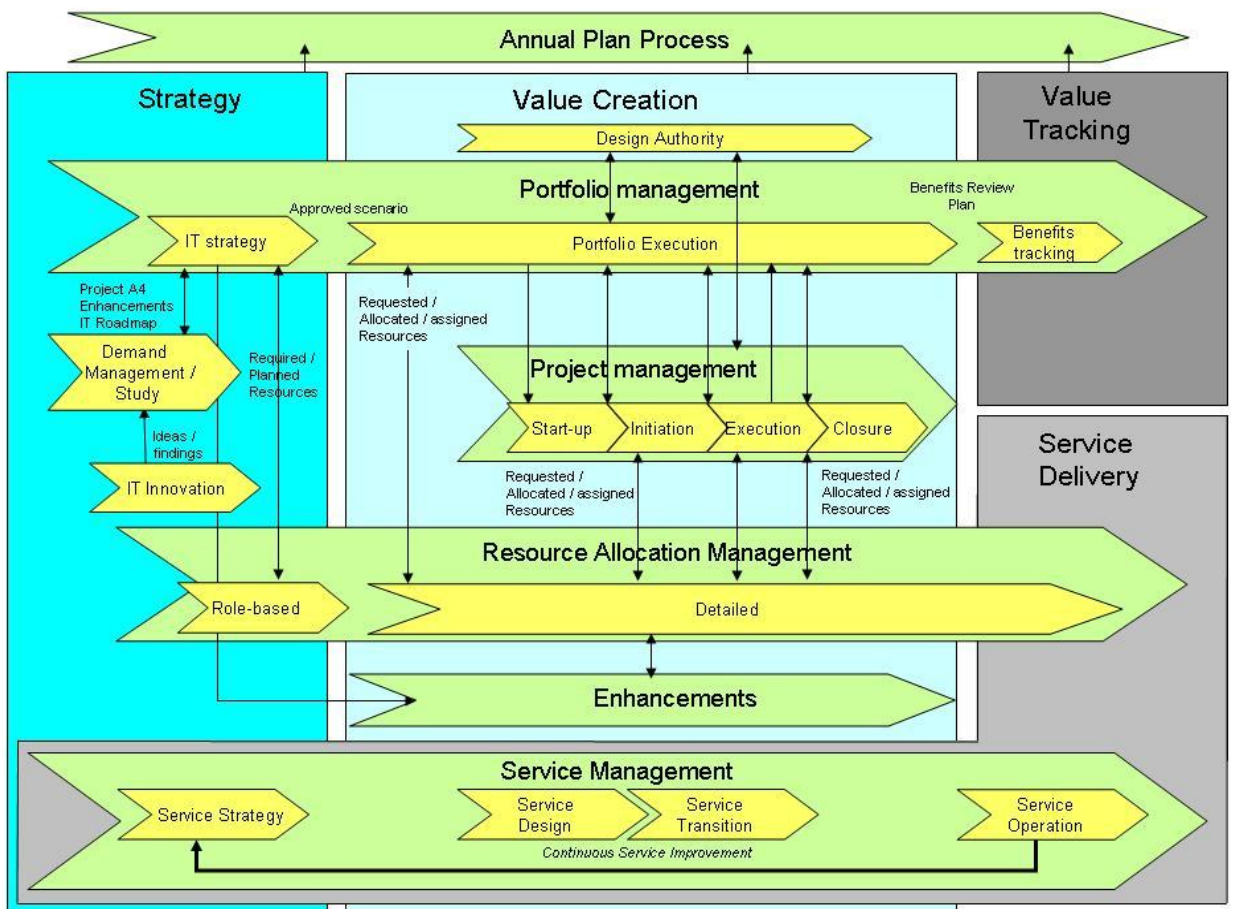 Annual Plan Process
Strategy
Value Creation
Value
Tracking
Design Authority
Portfolio management
Benefits Review
Plan
Approved scenario
IT strategy
Portfolio Execution
Benefits
tracking
Project A4
Enhancements
IT Roadmap
Requested /
Allocated / assigned
Resources
Demand
Management /
Study
Required /
Planned
Resources
Project management
Start-up
Initiation
Execution
Closure
Ideas /
findings
IT Innovation
Requested /
Allocated / assigned
Resources
Requested /
Allocated / assigned
Resources
Service
Delivery
Resource Allocation Management
Role-based
Detailed
Enhancements
Service Management
Service Strategy
Service
Design
Service
Transition
Service
Operation
Continuous Service Improvement